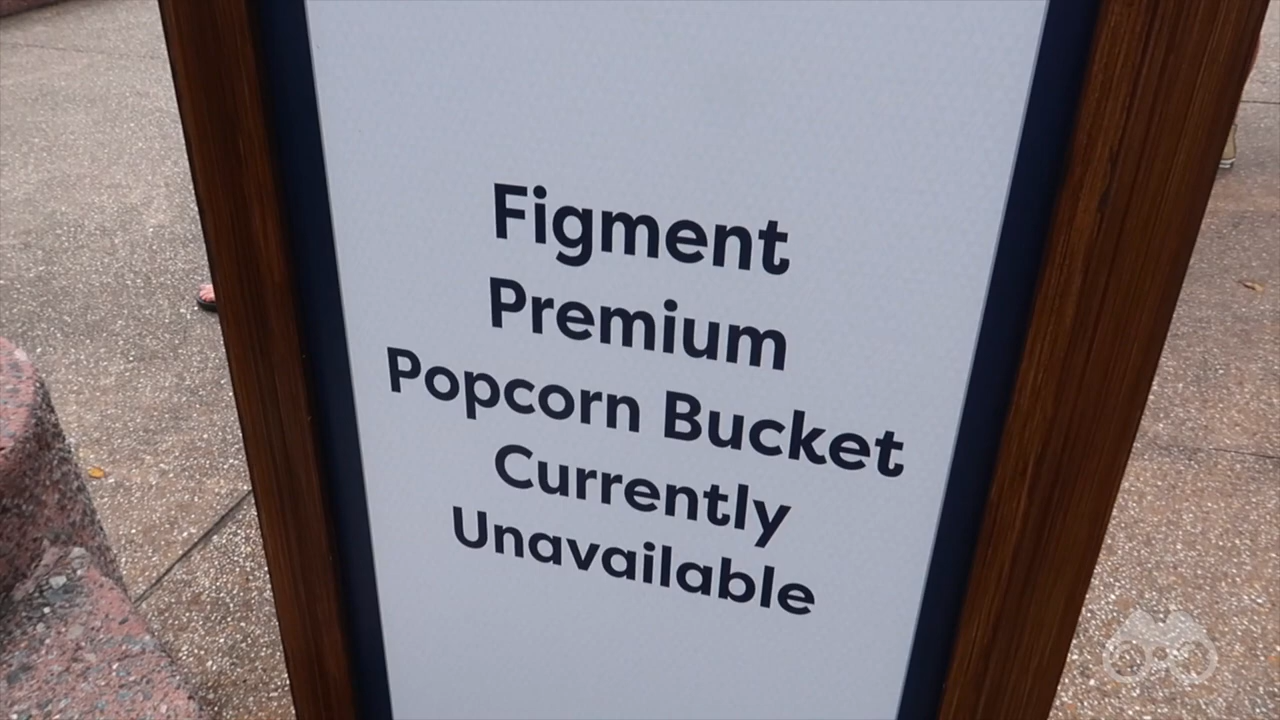 Figment
Premium
Popcorn Bucket
Currently
Unavailable